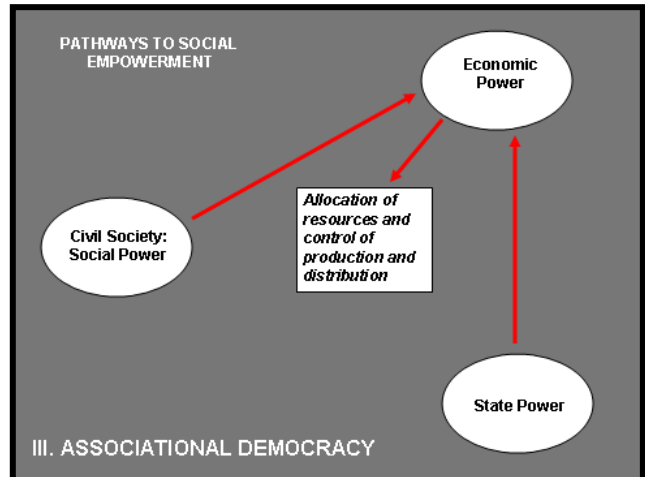 PATHWAYS TO SOCIAL
EMPOWERMENT
Economic
Power
Allocation of
resources and
control of
production and
distribution
Civil Society:
Social Power
State Power
III. ASSOCIATIONAL DEMOCRACY